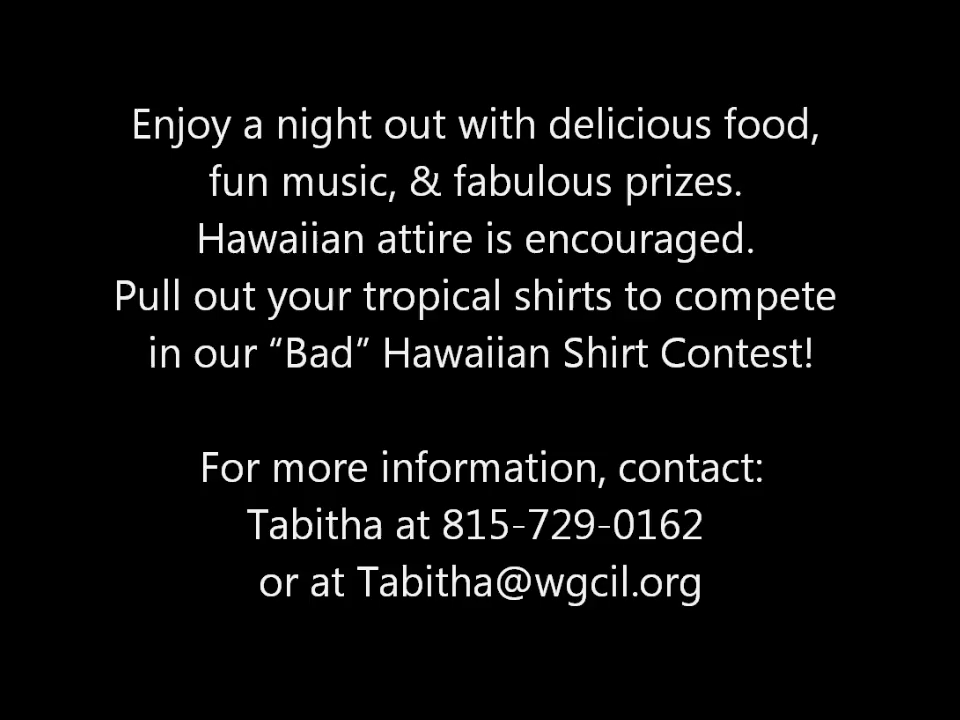 Enjoy a night out with delicious food,
fun music, & fabulous prizes.
Hawaiian attire is encouraged.
Pull out your tropical shirts to compete
in our “Bad” Hawaiian Shirt Contest!
For more information, contact:
Tabitha at 815-729-0162
or at Tabitha@wgcil.org